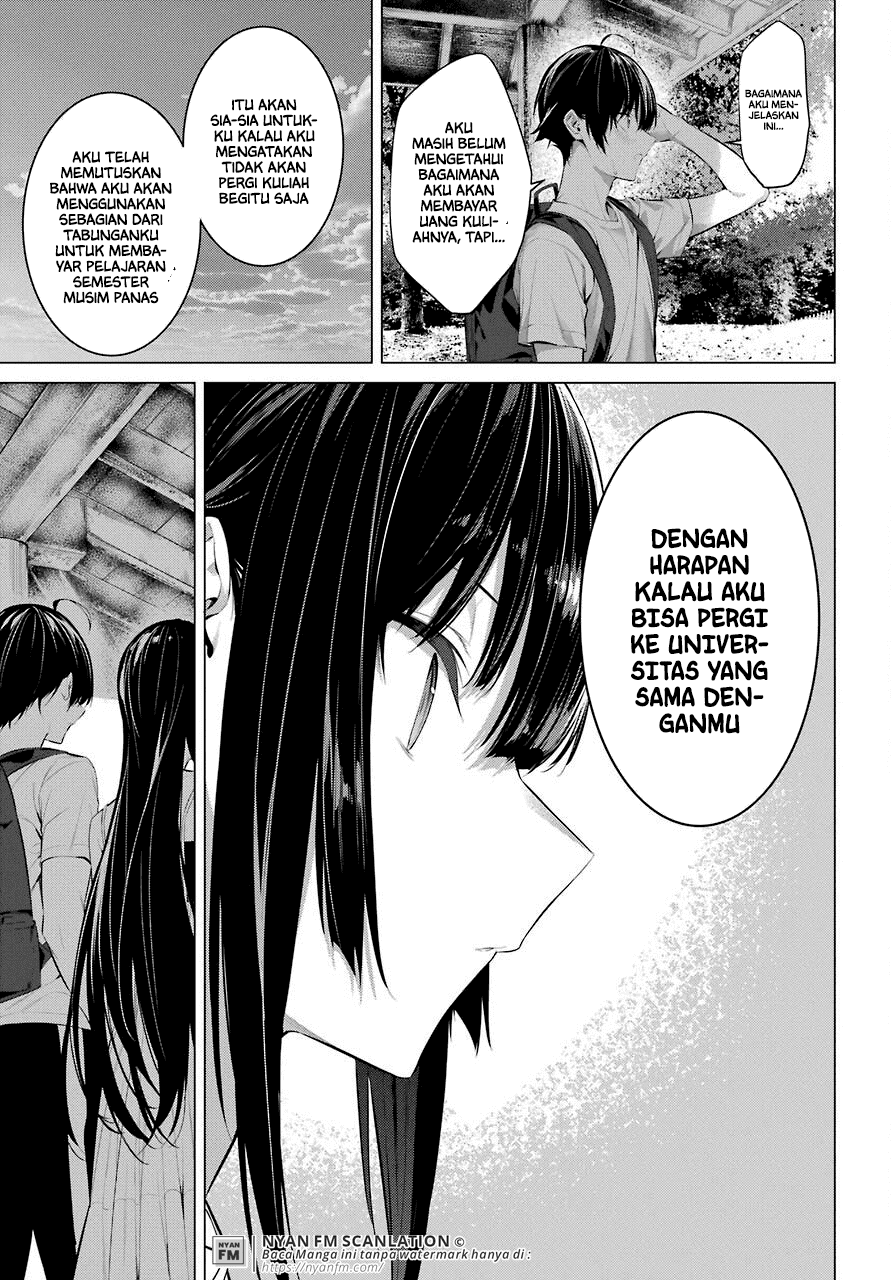 BAGAIMANA
AKU MEN-
JELASKAN
INI...
AKU
MASIH BELUM
MENGETAHUI
BAGAIMANA
AKU AKAN
MEMBAYAR
UANG KULI-
AHNYA, TAPI...
ITU AKAN
SIA-SIA UNTUK-
KU KALAU AKU
MENGATAKAN
TIDAK AKAN
PERGI KULIAH
BEGITU SAJA
AKU TELAH
MEMUTUSKAN
BAHWA AKU AKAN
MENGGUNAKAN
SEBAGIAN DARI
TABUNGANKU
UNTUK MEMBA-
YAR PELAJARAN
SEMESTER
MUSIM PANAS
DENGAN
HARAPAN
KALAU AKU
BISA PERGI
KE UNIVER-
SITAS YANG
SAMA DEN-
GANMU
NYAN
FM
NYAN FM SCANLATION ©
Baca Manga ini tanpa watermark hanya di :
https://nyanfm.com/